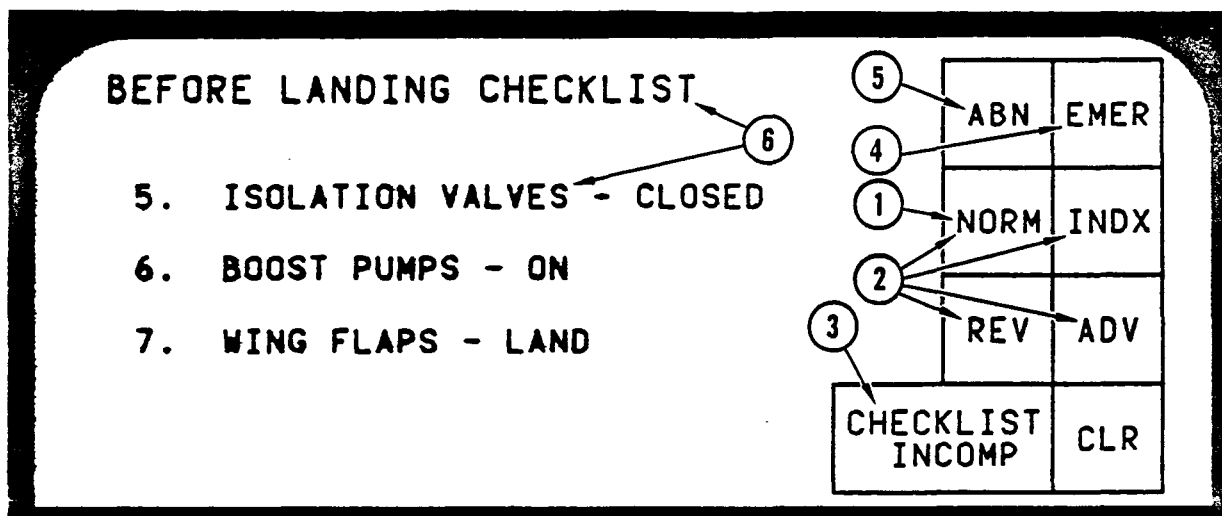 BEFORE LANDING CHECKLIST
6
5. ISOLATION VALVES - CLOSED
6. BOOST PUMPS - ON
7. WING FLAPS - LAND
5
ABN EMER
4
1
NORM INDX
2
REV ADV
3
CHECKLIST
INCOMP
CLR